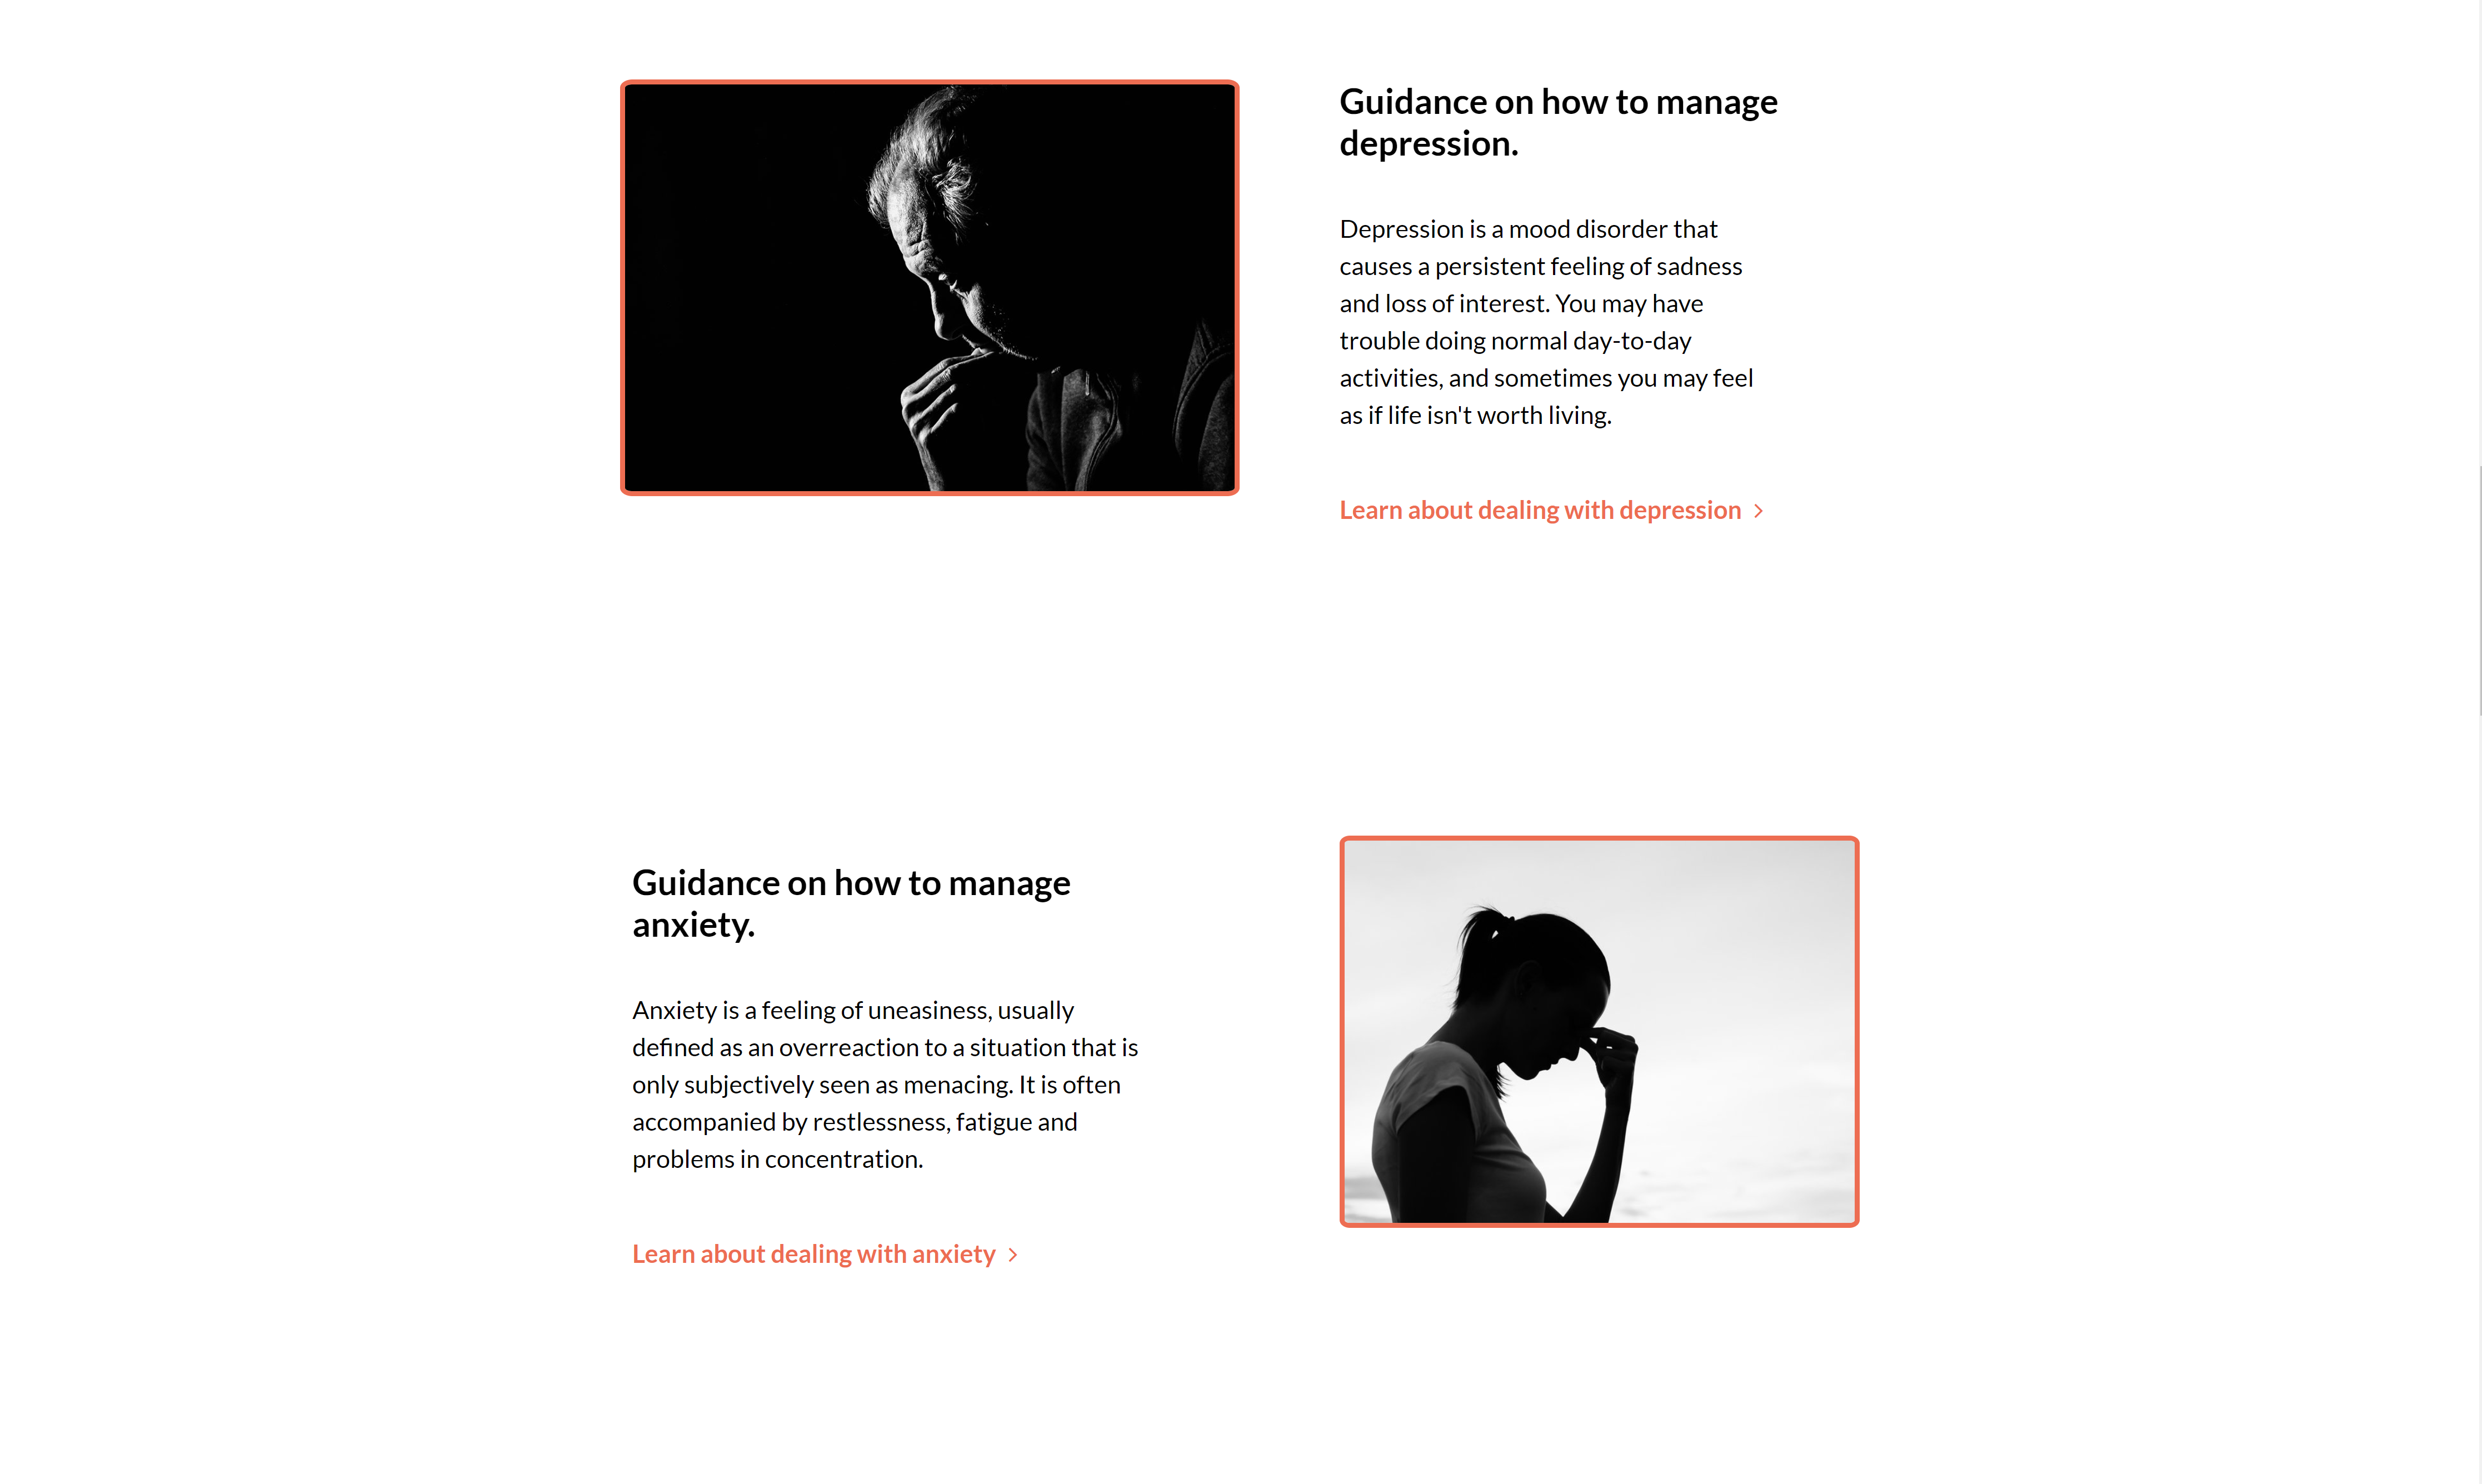 Guidance on how to manage
depression.
Depression is a mood disorder that
causes a persistent feeling of sadness
and loss of interest. You may have
trouble doing normal day-to-day
activities, and sometimes you may feel
as if life isn't worth living.
Learn about dealing with depression
Guidance on how to manage
anxiety.
Anxiety is a feeling of uneasiness, usually
defined as an overreaction to a situation that is
only subjectively seen as menacing. It is often
accompanied by restlessness, fatigue and
problems in concentration.
Learn about dealing with anxiety